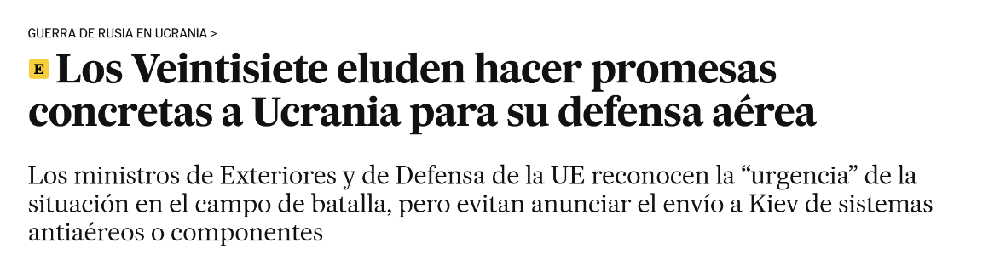 GUERRA DE RUSIA EN UCRANIA >
E Los Veintisiete eluden hacer promesas
concretas a Ucrania para su defensa aérea
Los ministros de Exteriores y de Defensa de la UE reconocen la “urgencia” de la
situación en el campo de batalla, pero evitan anunciar el envío a Kiev de sistemas
antiaéreos o componentes